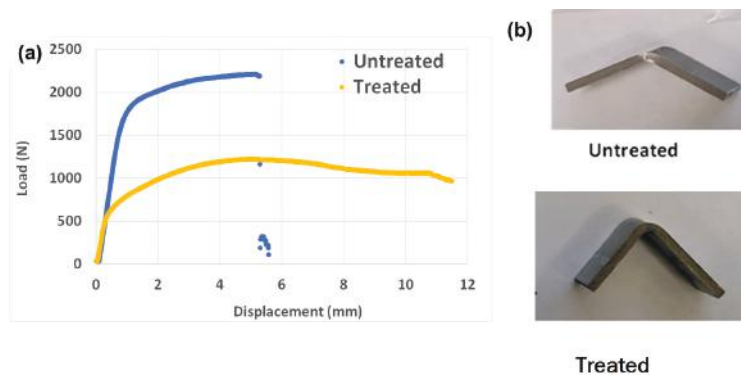 (a)
2500
2000
1500
1000
500
0
Load (N)
Untreated
Treated
0 2 4 6 8 10 12
Displacement (mm)
(b)
Untreated
Treated